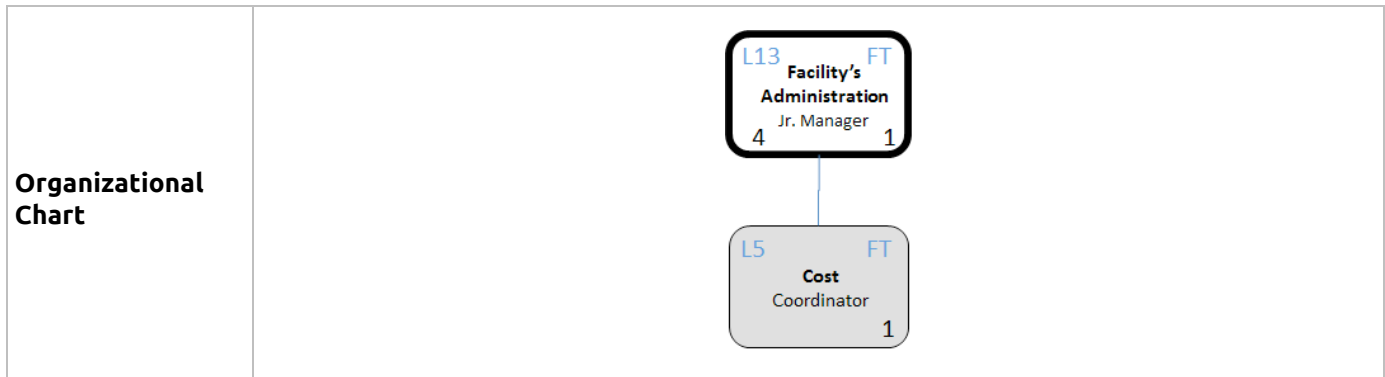 Organizational
Chart
L13 FT
Facility's
Administration
Jr. Manager
4 1
L5 FT
Cost
Coordinator
1